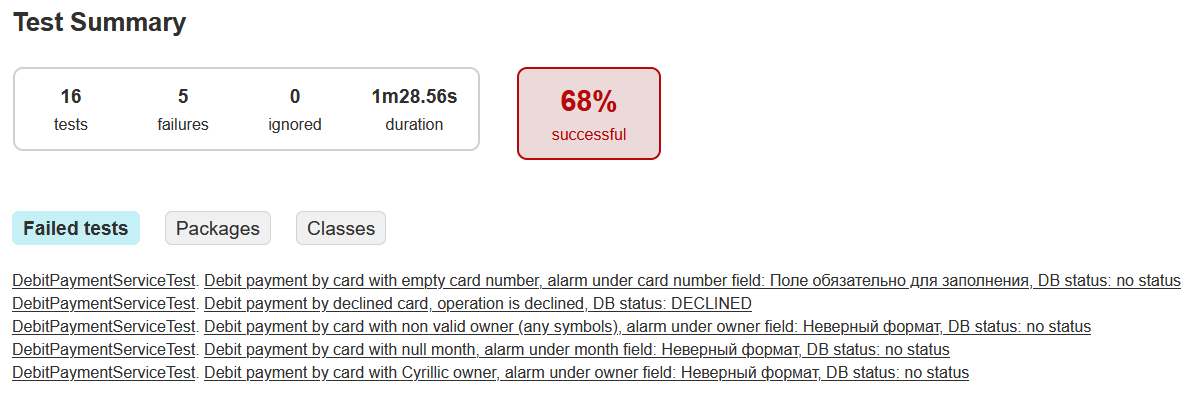 Test Summary
16 5 0 1m28.56s 68%
tests failures ignored duration successful
Failed tests Packages Classes
DebitPaymentServiceTest. Debit payment by card with empty card number, alarm under card number field: Поле обязательно для заполнения, DB status: no status
DebitPaymentServiceTest. Debit payment by declined card, operation is declined, DB status: DECLINED
DebitPaymentServiceTest. Debit payment by card with non valid owner (any symbols), alarm under owner field: Неверный формат, DB status: no status
DebitPaymentServiceTest. Debit payment by card with null month, alarm under month field: Неверный формат, DB status: no status
DebitPaymentServiceTest. Debit payment by card with Cyrillic owner, alarm under owner field: Неверный формат, DB status: no status